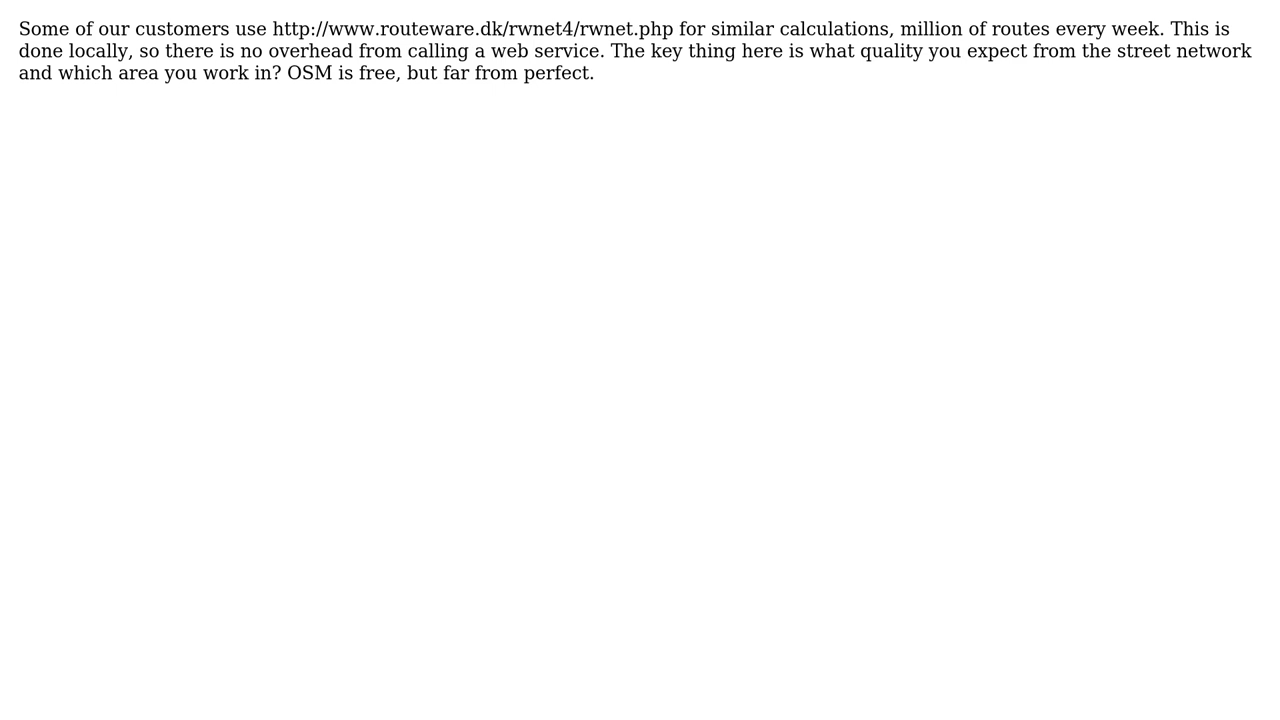 Some of our customers use http://www.routeware.dk/rwnet4/rwnet.php for similar calculations, million of routes every week. This is
done locally, so there is no overhead from calling a web service. The key thing here is what quality you expect from the street network
and which area you work in? OSM is free, but far from perfect.